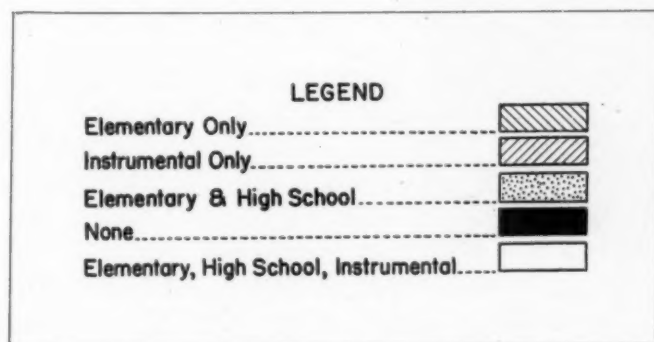 LEGEND
Elementary Only
Instrumental Only
Elementary & High School
None
Elementary, High School, Instrumental